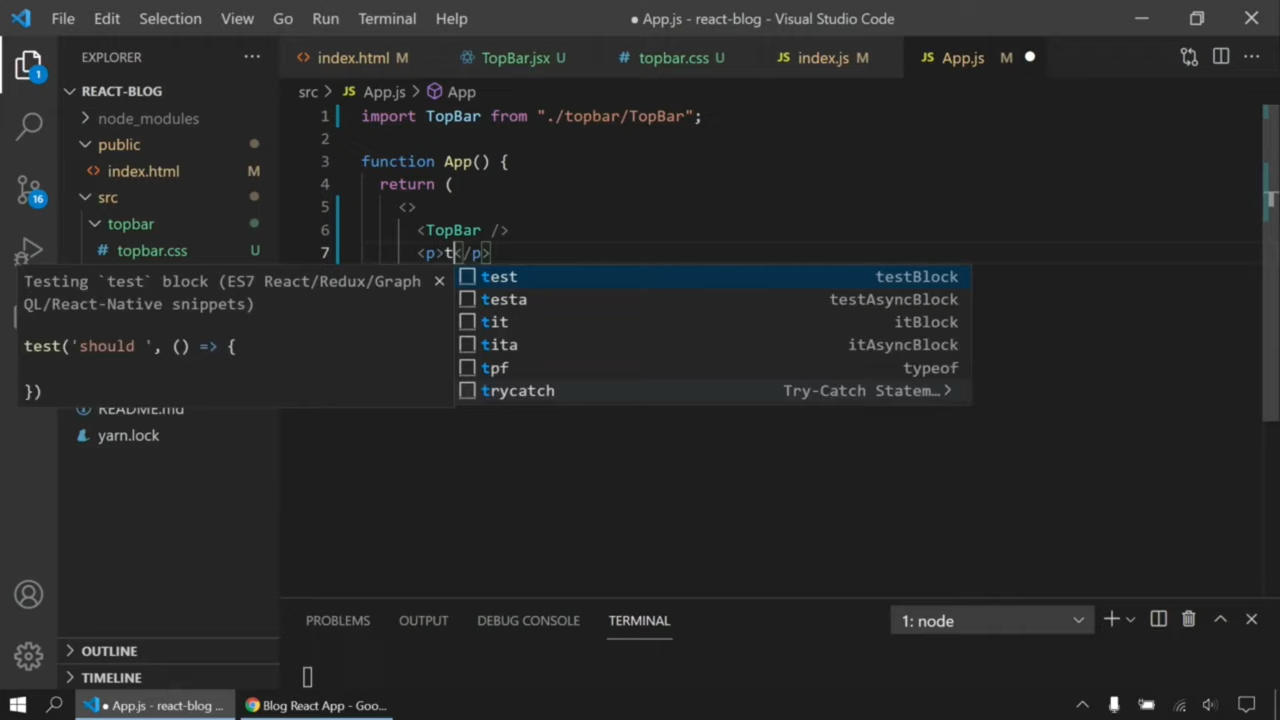 File Edit Selection View Go Run Terminal Help
● App.js - react-blog - Visual Studio Code
EXPLORER
index.html M
TopBar.jsx U
# topbar.css U
JS index.js M
JS App.js M
REACT-BLOG
node_modules
public
<> index.html M
src
topbar
# topbar.css U
README.md
yarn.lock
OUTLINE
TIMELINE
1
16
src > JS App.js > App
1 import TopBar from "./topbar/TopBar";
2
3 function App() {
4 return (
5 <>
6 <TopBar />
7 <p>t</p>
Testing `test` block (ES7 React/Redux/Graph
QL/React-Native snippets)
test('should ', () => {
})
test testBlock
testa testAsyncBlock
tit itBlock
tita itAsyncBlock
tpf typeof
trycatch Try-Catch Statem…
PROBLEMS OUTPUT DEBUG CONSOLE TERMINAL
1: node
● App.js - react-blog ...
Blog React App - Goo...